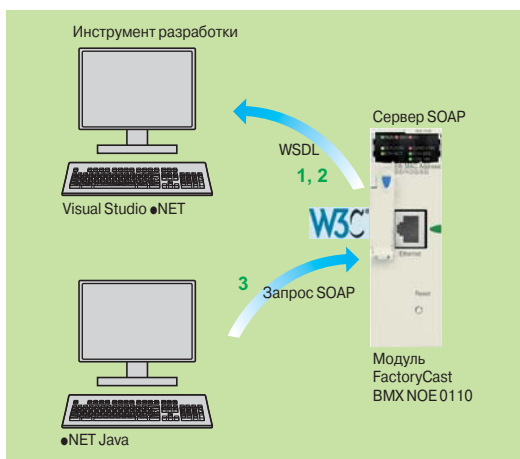 Инструмент разработки
Visual Studio ●NET
WSDL
1, 2
Сервер SOAP
W3C
Ethernet
Reset
3
Запрос SOAP
●NET Java
Модуль
FactoryCast
BMX NOE 0110